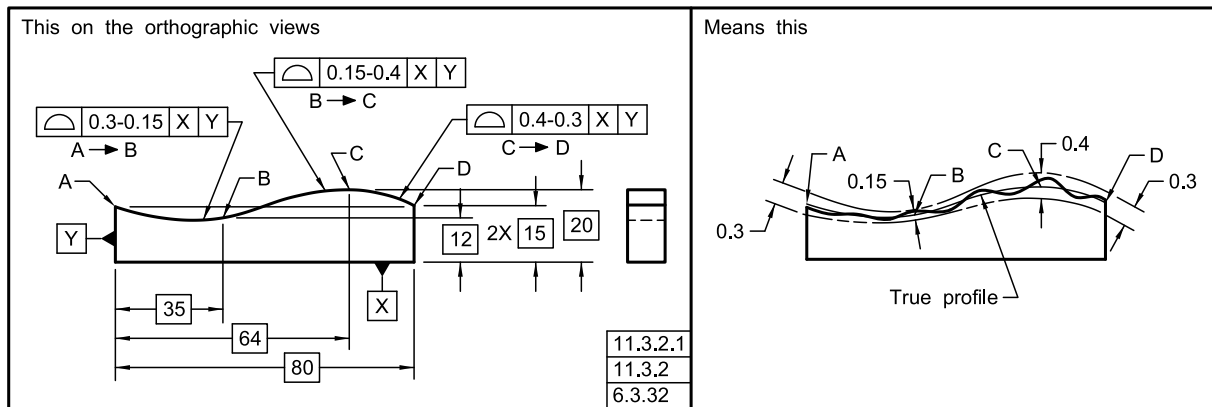 This on the orthographic views
0.15-0.4 X Y
B → C
0.3-0.15 X Y
A → B
0.4-0.3 X Y
C → D
A
B
C
D
Y
12
2X 15
20
X
35
64
80
11.3.2.1
11.3.2
6.3.32
Means this
A
0.15
B
C
0.4
D
0.3
0.3
True profile